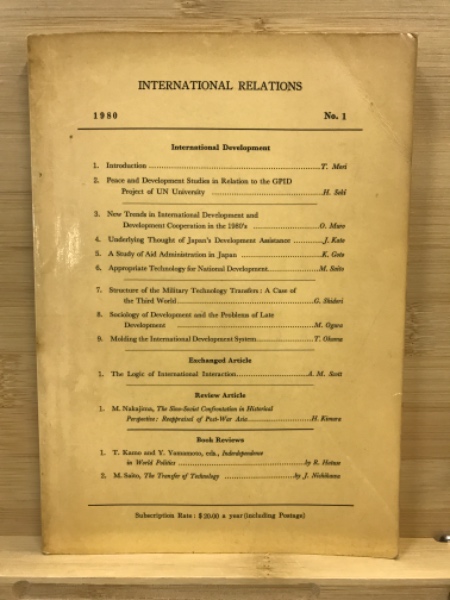 INTERNATIONAL RELATIONS
1980 No. 1
International Development
1. Introduction ........ T. Mori
2. Peace and Development Studies in Relation to the GPID
Project of UN University ........ H. Seki
3. New Trends in International Development and
Development Cooperation in the 1980's ........ O. Muro
4. Underlying Thought of Japan's Development Assistance ........ J. Kato
5. A Study of Aid Administration in Japan ........ K. Goto
6. Appropriate Technology for National Development ........ M. Saito
7. Structure of the Military Technology Transfers: A Case of
the Third World ........ G. Shidori
8. Sociology of Development and the Problems of Late
Development ........ M. Ogura
9. Molding the International Development System ........ T.
Exchanged Article
1. The Logic of International Interaction ........ A. M. Scott
Review Article
1. M. Nakajima, The Sino-Soviet Confrontation in Historical
Perspective: Reappraisal of Post-War Asia ........ H. Kimura
Book Reviews
1. T. Kamo and Y. Yamamoto, eds., Interdependence
in World Politics ........ by R.
2. M. Saito, The Transfer of Technology ........ by J. Nishikawa
Subscription Rate: $20.00 a year (including Postage)